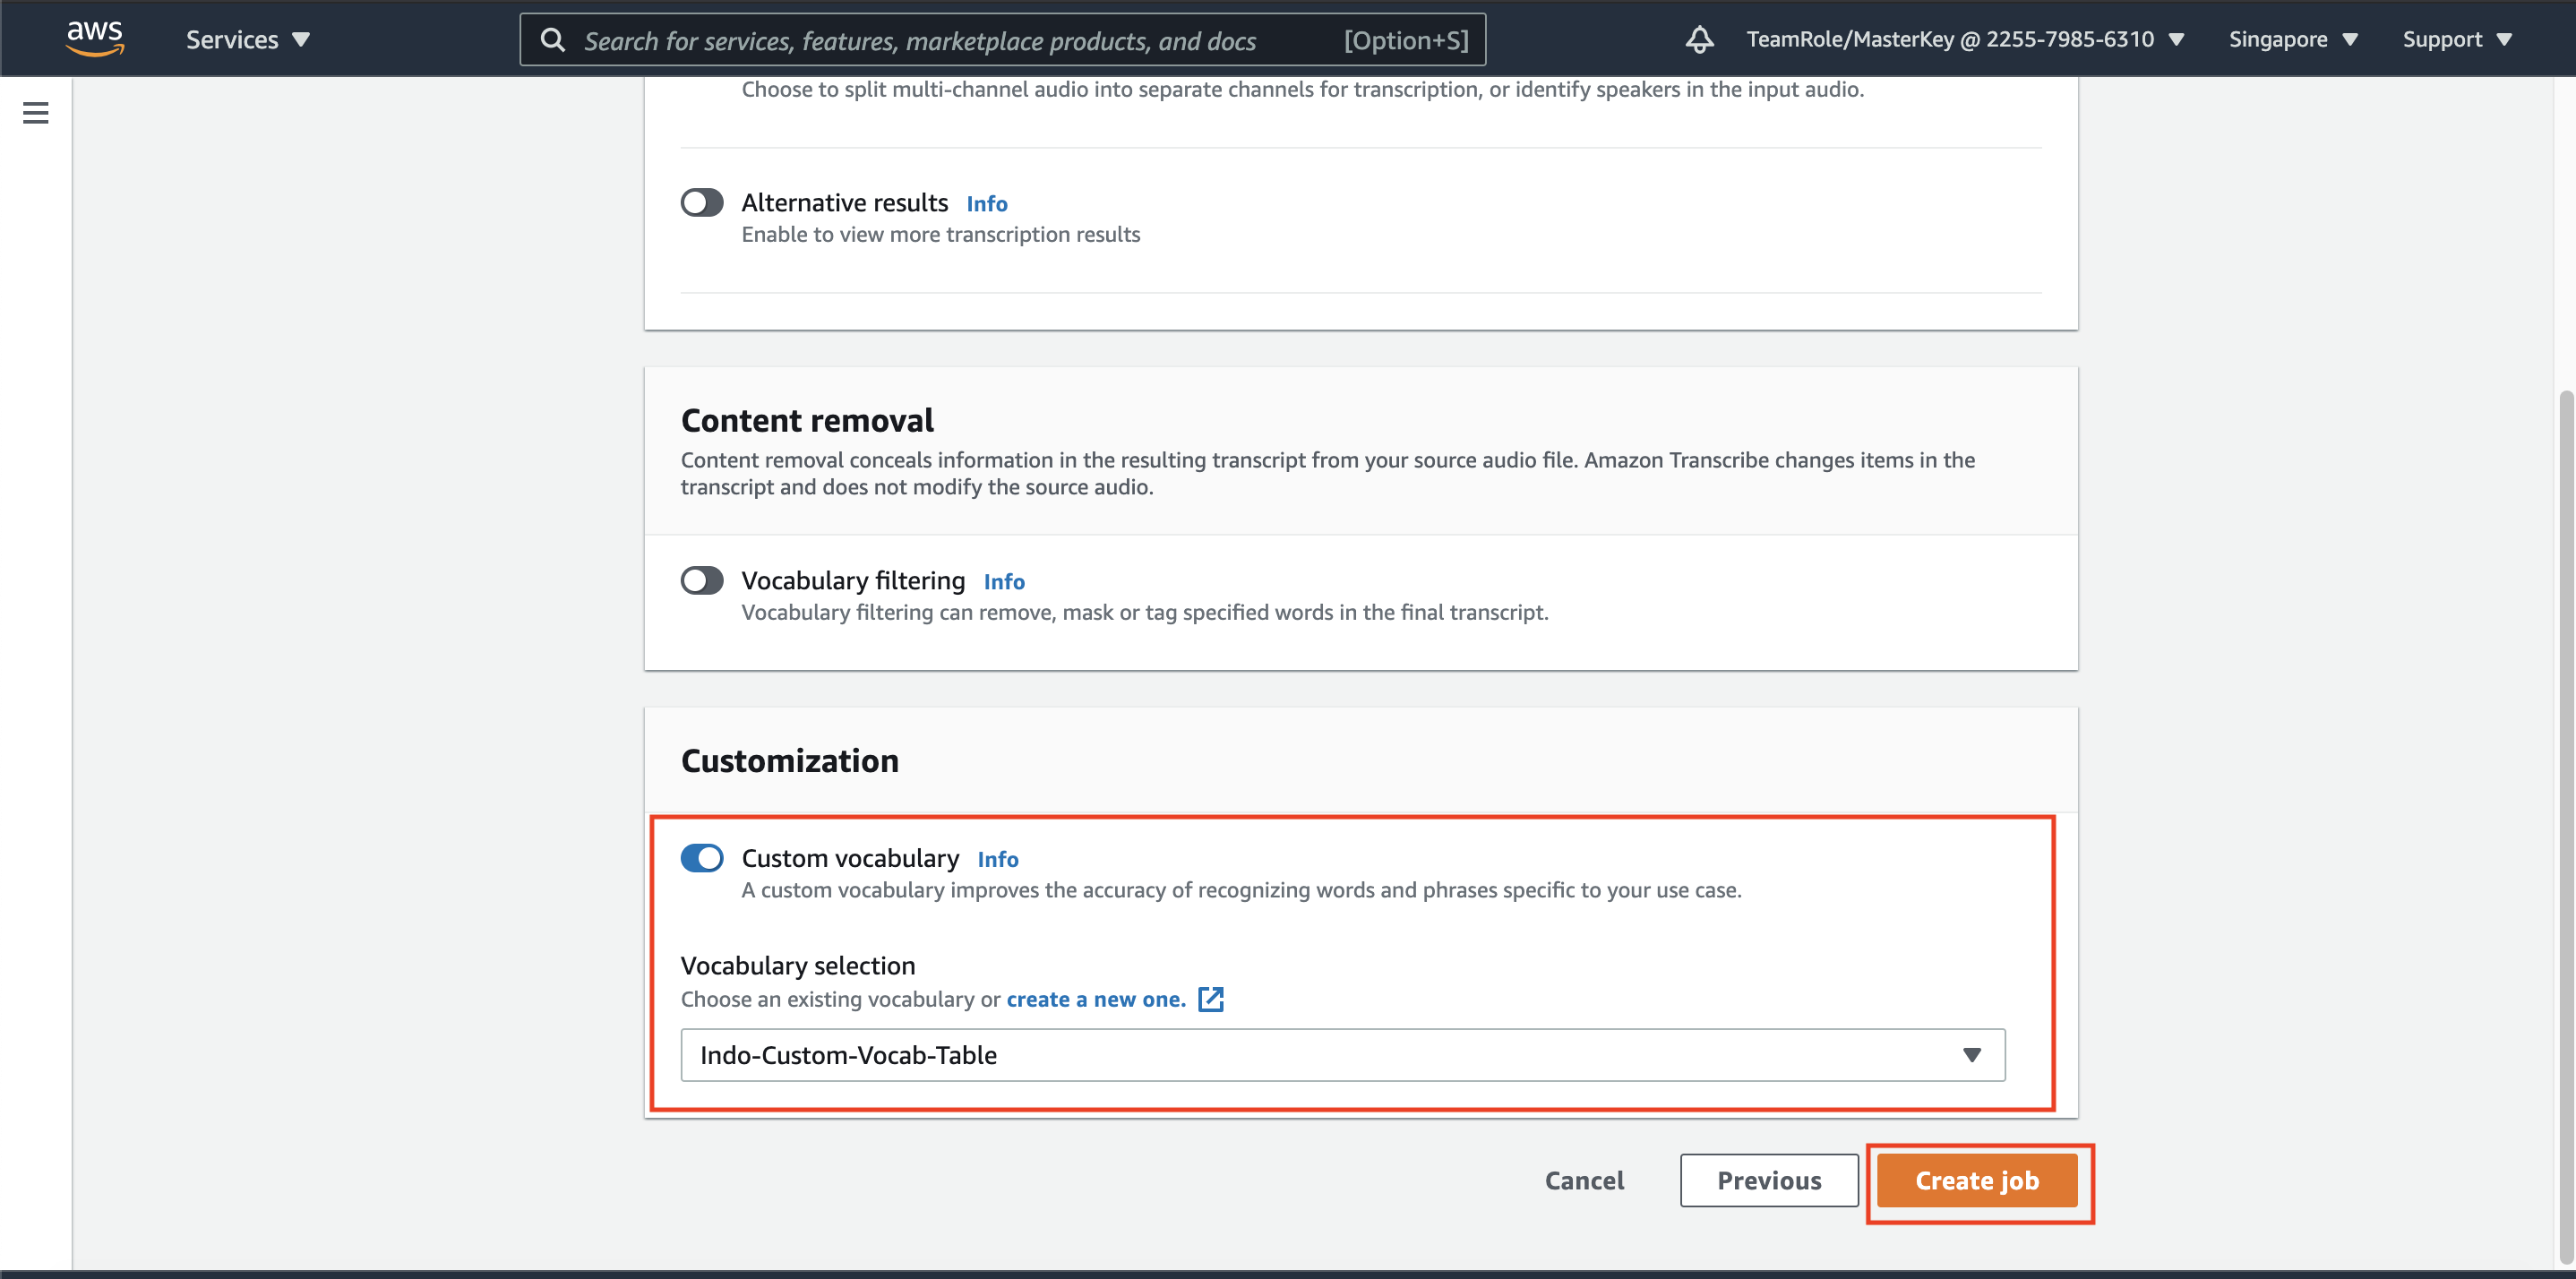 aws
Services
Search for services, features, marketplace products, and docs
[Option+S]
TeamRole/MasterKey @ 2255-7985-6310
Singapore
Support
Choose to split multi-channel audio into separate channels for transcription, or identify speakers in the input audio.
Alternative results Info
Enable to view more transcription results
Content removal
Content removal conceals information in the resulting transcript from your source audio file. Amazon Transcribe changes items in the
transcript and does not modify the source audio.
Vocabulary filtering Info
Vocabulary filtering can remove, mask or tag specified words in the final transcript.
Customization
Custom vocabulary Info
A custom vocabulary improves the accuracy of recognizing words and phrases specific to your use case.
Vocabulary selection
Choose an existing vocabulary or create a new one.
Indo-Custom-Vocab-Table
Cancel
Previous
Create job